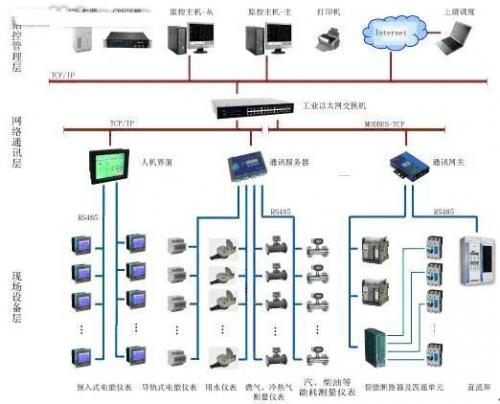 监控主机-从
监控主机-主
打印机
上级调度
Internet
监控管理层
TCP/IP
工业以太网交换机
TCP/IP
MODBUS-TCP
网络通讯层
人机界面
通讯服务器
通讯网关
RS485
RS485
RS485
现场设备层
嵌入式电能仪表
导轨式电能仪表
用水仪表
燃气、冷热气
测量仪表
汽、柴油等
能耗测量仪表
智能断路器及四遥单元
直流屏